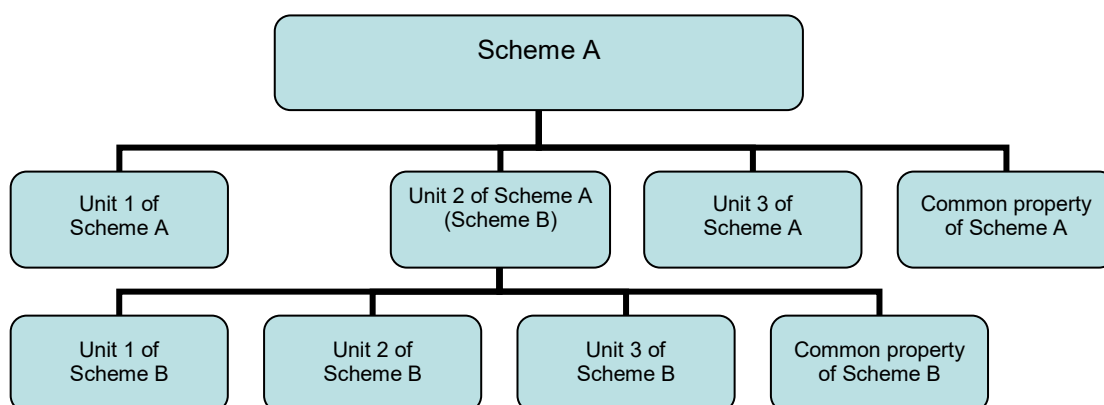 Scheme A
Unit 1 of
Scheme A
Unit 2 of Scheme A
(Scheme B)
Unit 3 of
Scheme A
Common property
of Scheme A
Unit 1 of
Scheme B
Unit 2 of
Scheme B
Unit 3 of
Scheme B
Common property
of Scheme B